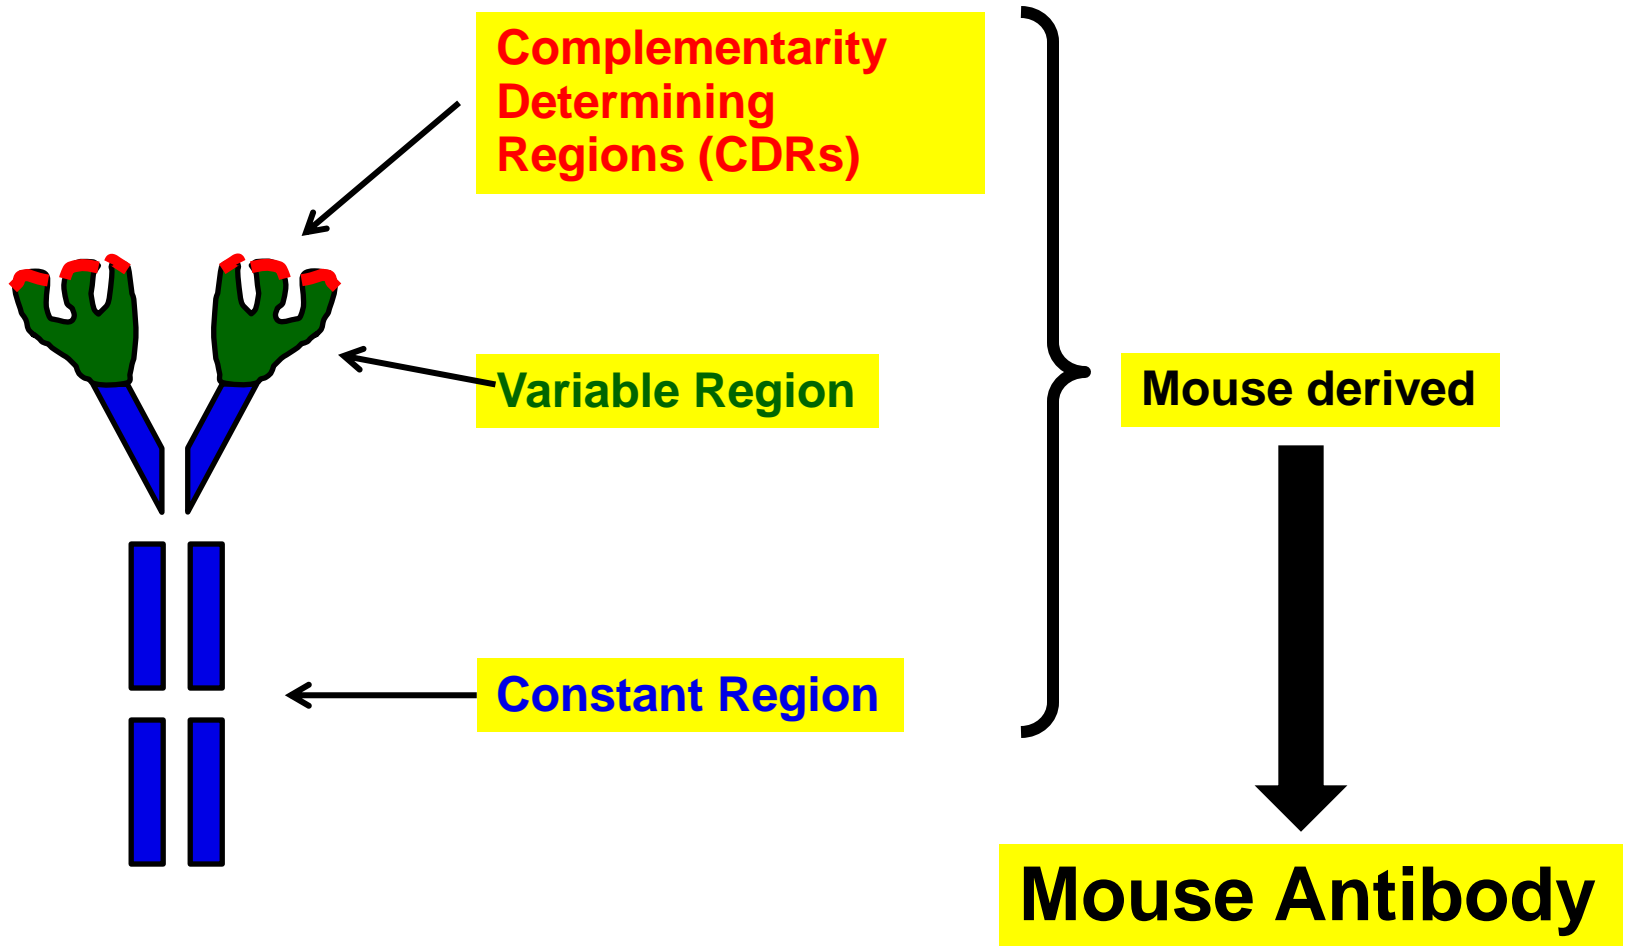 Complementarity
Determining
Regions (CDRs)
Variable Region
Mouse derived
Constant Region
Mouse Antibody